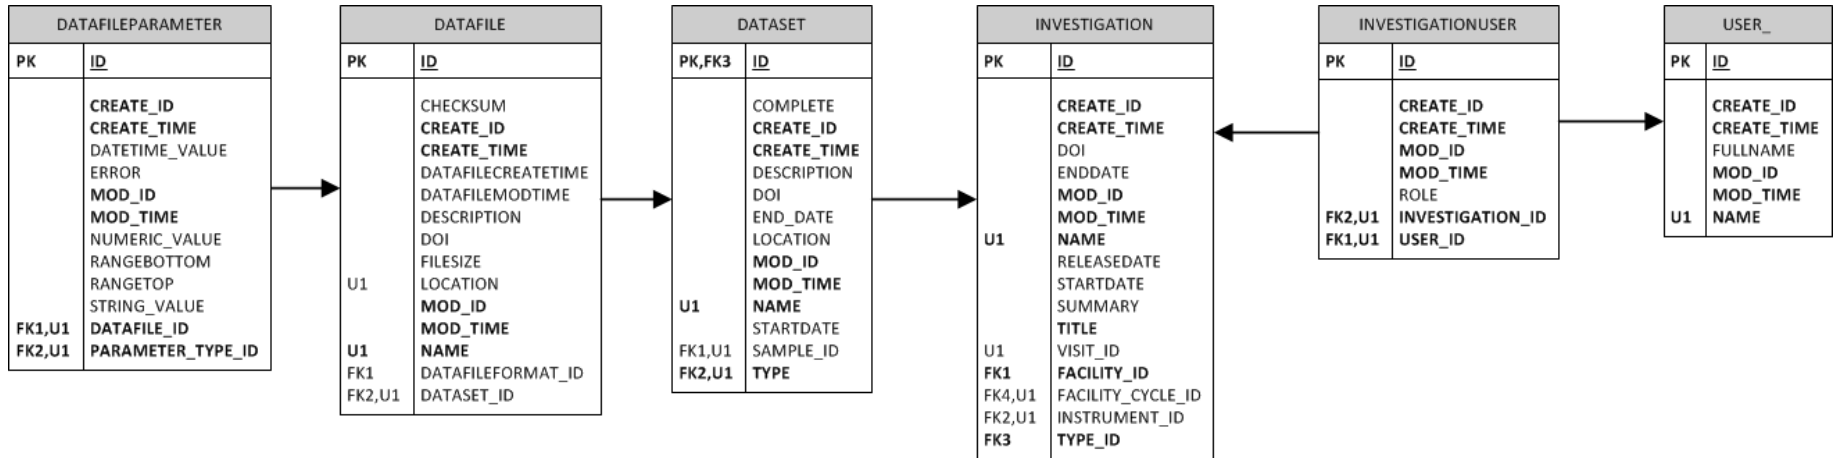 DATAFILEPARAMETER
PK ID
CREATE_ID
CREATE_TIME
DATETIME_VALUE
ERROR
MOD_ID
MOD_TIME
NUMERIC_VALUE
RANGEBOTTOM
RANGETOP
STRING_VALUE
FK1,U1 DATAFILE_ID
FK2,U1 PARAMETER_TYPE_ID
DATAFILE
PK ID
CHECKSUM
CREATE_ID
CREATE_TIME
DATAFILECREATETIME
DATAFILEMODTIME
DESCRIPTION
DOI
FILESIZE
U1 LOCATION
MOD_ID
MOD_TIME
U1 NAME
FK1 DATAFILEFORMAT_ID
FK2,U1 DATASET_ID
DATASET
PK,FK3 ID
COMPLETE
CREATE_ID
CREATE_TIME
DESCRIPTION
DOI
END_DATE
LOCATION
MOD_ID
MOD_TIME
U1 NAME
STARTDATE
FK1,U1 SAMPLE_ID
FK2,U1 TYPE
INVESTIGATION
PK ID
CREATE_ID
CREATE_TIME
DOI
ENDDATE
MOD_ID
MOD_TIME
U1 NAME
RELEASEDATE
STARTDATE
SUMMARY
TITLE
U1 VISIT_ID
FK1 FACILITY_ID
FK4,U1 FACILITY_CYCLE_ID
FK2,U1 INSTRUMENT_ID
FK3 TYPE_ID
INVESTIGATIONUSER
PK ID
CREATE_ID
CREATE_TIME
MOD_ID
MOD_TIME
ROLE
FK2,U1 INVESTIGATION_ID
FK1,U1 USER_ID
USER_
PK ID
CREATE_ID
CREATE_TIME
FULLNAME
MOD_ID
MOD_TIME
U1 NAME